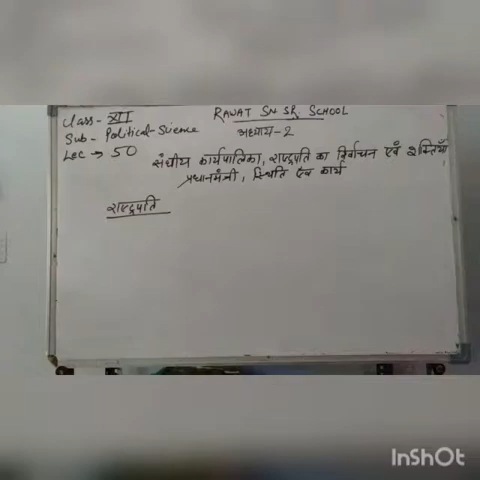 Class - XII
RAWAT SN SR SCHOOL
Sub - Political-Science
अध्याय-2
Lec → 50
संघीय कार्यपालिका, राष्ट्रपति का निर्वाचन एवं शक्तियाँ
प्रधानमंत्री, स्थिति एवं कार्य
राष्ट्रपति
InShOt